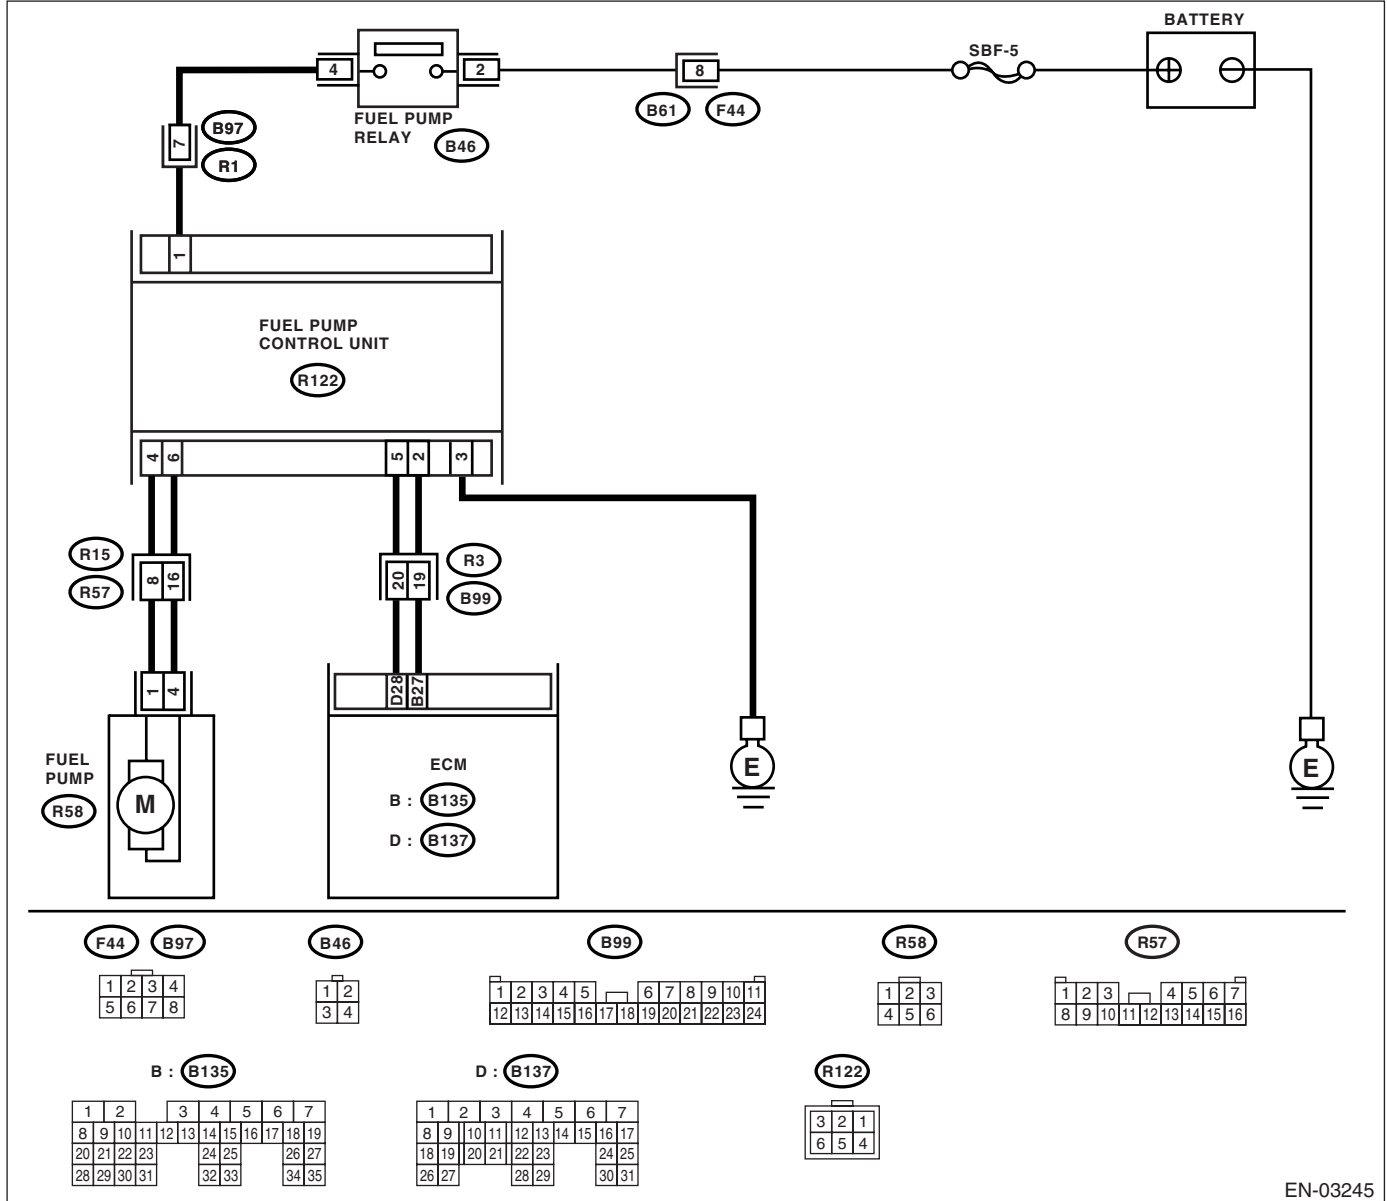 BATTERY
SBF-5
4
2
8
B61
F44
FUEL PUMP
RELAY
B46
7
B97
R1
1
FUEL PUMP
CONTROL UNIT
R122
4 6 5 2 3
R15
R57
8 16
20 19
R3
B99
1 4
D28 B27
FUEL
PUMP
R58
M
ECM
B : B135
D : B137
E
E
F44 B97
1 2 3 4
5 6 7 8
B46
1 2
3 4
B99
1 2 3 4 5 6 7 8 9 10 11
12 13 14 15 16 17 18 19 20 21 22 23 24
R58
1 2 3
4 5 6
R57
1 2 3 4 5 6 7
8 9 10 11 12 13 14 15 16
B : B135
1 2 3 4 5 6 7
8 9 10 11 12 13 14 15 16 17 18 19
20 21 22 23 24 25 26 27
28 29 30 31 32 33 34 35
D : B137
1 2 3 4 5 6 7
8 9 10 11 12 13 14 15 16 17
18 19 20 21 22 23 24 25
26 27 28 29 30 31
R122
3 2 1
6 5 4
EN-03245